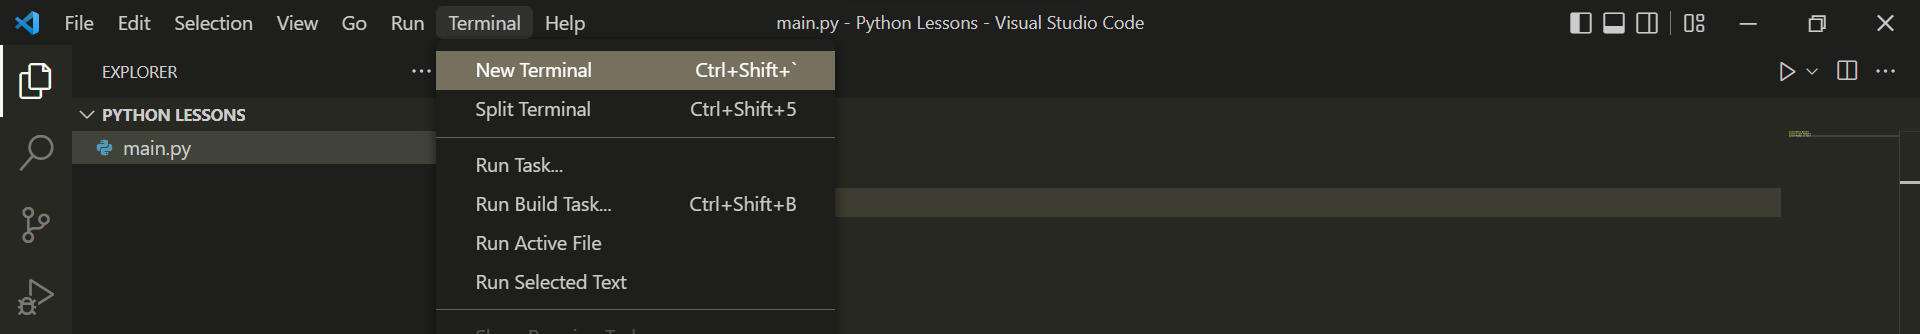 File Edit Selection View Go Run Terminal Help main.py - Python Lessons - Visual Studio Code
EXPLORER
New Terminal Ctrl+Shift+`
PYTHON LESSONS
Split Terminal Ctrl+Shift+5
main.py
Run Task...
Run Build Task... Ctrl+Shift+B
Run Active File
Run Selected Text